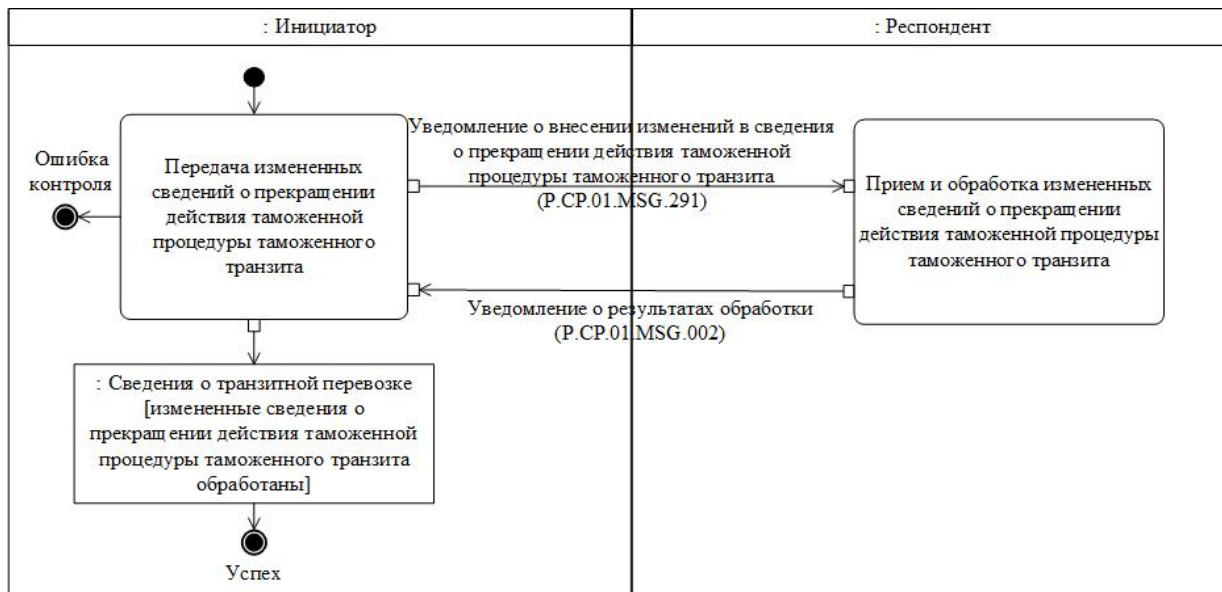 : Инициатор
: Респондент
Ошибка
контроля
Передача измененных
сведений о прекращении
действия таможенной
процедуры таможенного
транзита
Уведомление о внесении изменений в сведения
о прекращении действия таможенной
процедуры таможенного транзита
(P.CP.01.MSG.291)
Прием и обработка измененных
сведений о прекращении
действия таможенной процедуры
таможенного транзита
Уведомление о результатах обработки
(P.CP.01.MSG.002)
: Сведения о транзитной перевозке
[измененные сведения о
прекращении действия таможенной
процедуры таможенного транзита
обработаны]
Успех